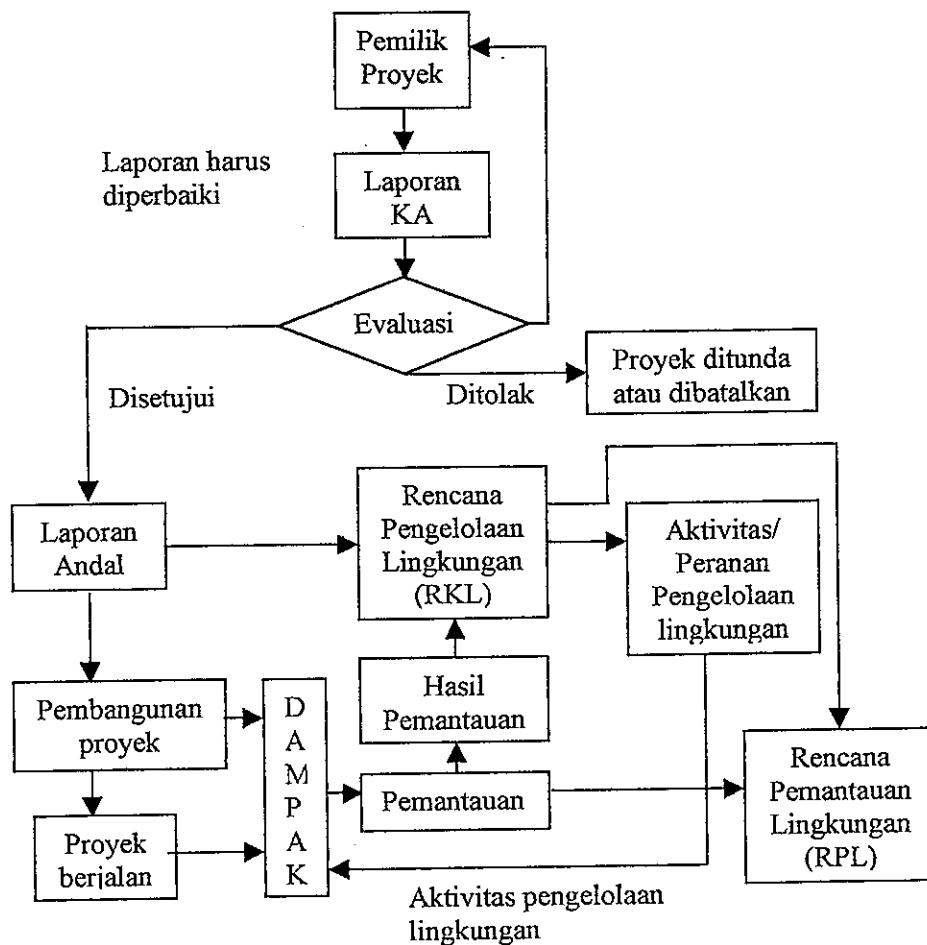 Pemilik
Proyek
Laporan harus
diperbaiki
Laporan
KA
Evaluasi
Proyek ditunda
atau dibatalkan
Disetujui
Ditolak
Laporan
Andal
Rencana
Pengelolaan
Lingkungan
(RKL)
Aktivitas/
Peranan
Pengelolaan
lingkungan
Hasil
Pemantauan
Pembangunan
proyek
D
A
M
P
A
K
Pemantauan
Rencana
Pemantauan
Lingkungan
(RPL)
Proyek
berjalan
Aktivitas pengelolaan
lingkungan